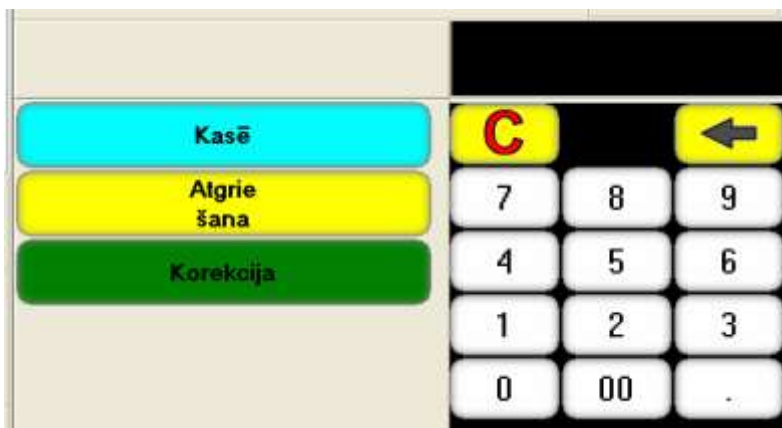 Kasē
Atgrie
šana
Korekcija
C
7 8 9
4 5 6
1 2 3
0 00 .